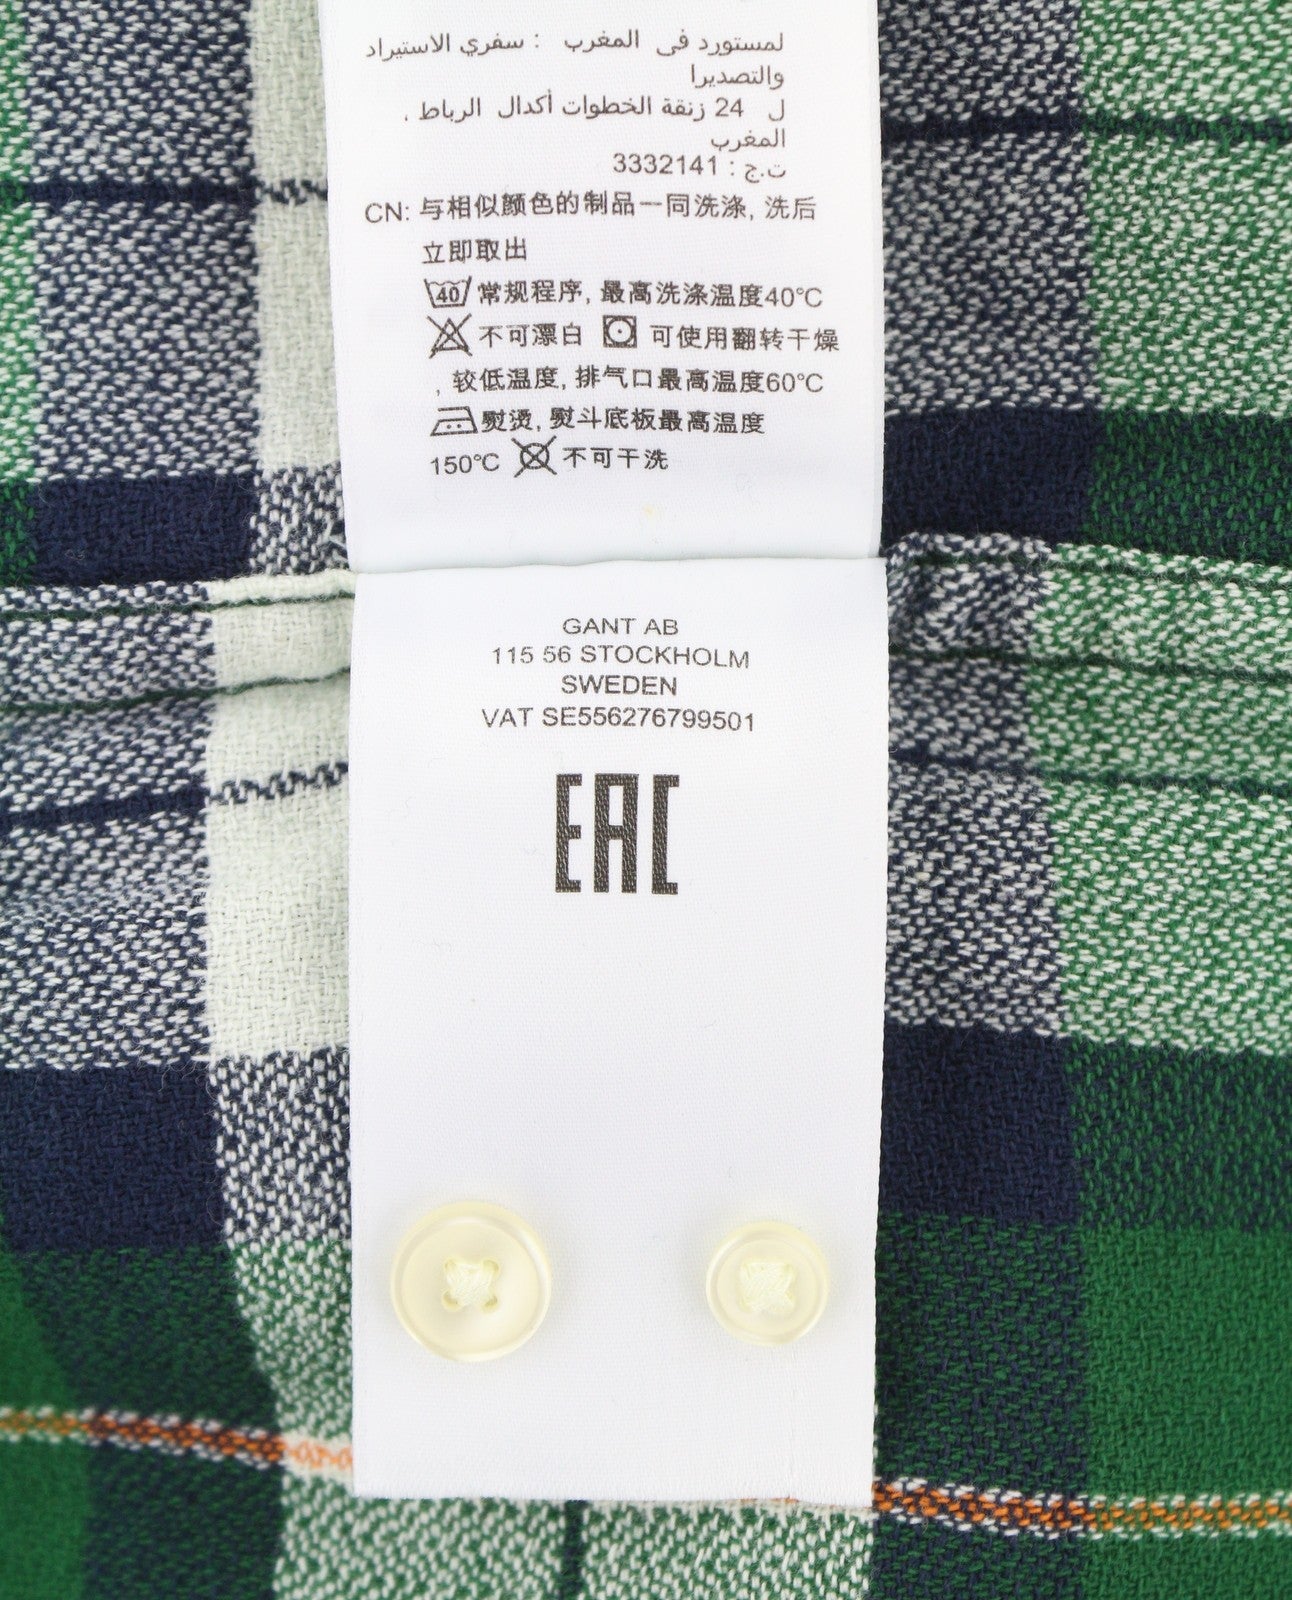 لمستورد فى المغرب : سفري الاستيراد
والتصديرا
ل 24 زنقة الخطوات أكدال الرباط ،
المغرب
ت.ج : 3332141
CN: 与相似颜色的制品一同洗涤, 洗后
立即取出
40 常规程序, 最高洗涤温度40°C
不可漂白 可使用翻转干燥
, 较低温度, 排气口最高温度60°C
熨烫, 熨斗底板最高温度
150°C 不可干洗
GANT AB
115 56 STOCKHOLM
SWEDEN
VAT SE556276799501
EAC